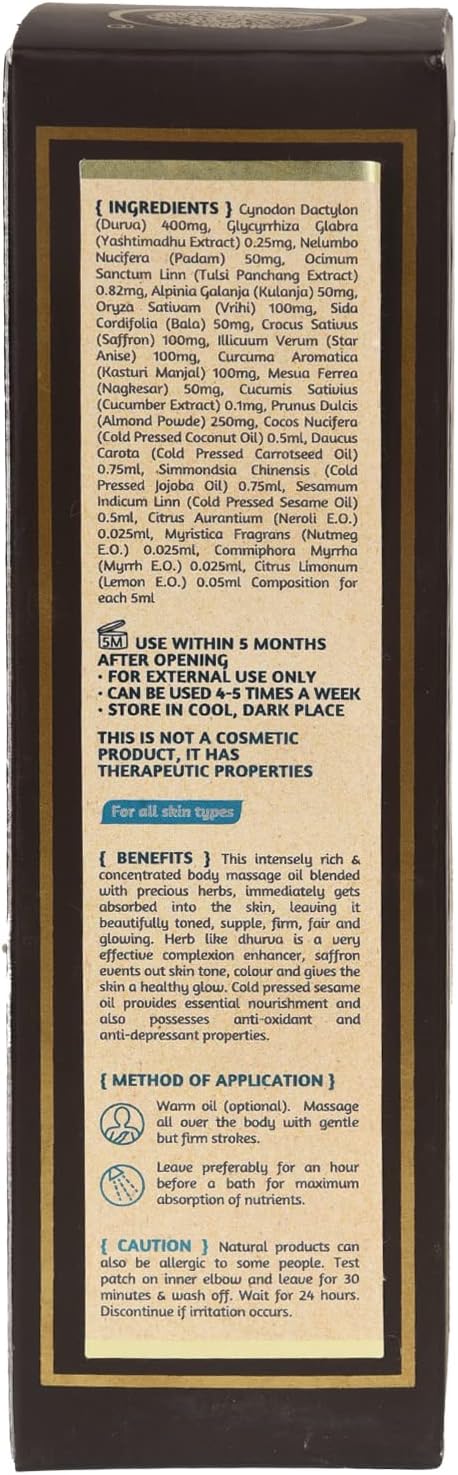 { INGREDIENTS } Cynodon Dactylon
(Durva) 400mg, Glycyrrhiza Glabra
(Yashtimadhu Extract) 0.25mg, Nelumbo
Nucifera (Padam) 50mg, Ocimum
Sanctum Linn (Tulsi Panchang Extract)
0.82mg, Alpinia Galanja (Kulanja) 50mg,
Oryza Sativam (Vrihi) 100mg, Sida
Cordifolia (Bala) 50mg, Crocus Sativus
(Saffron) 100mg, Illicuum Verum (Star
Anise) 100mg, Curcuma Aromatica
(Kasturi Manjal) 100mg, Mesua Ferrea
(Nagkesar) 50mg, Cucumis Sativius
(Cucumber Extract) 0.1mg, Prunus Dulcis
(Almond Powde) 250mg, Cocos Nucifera
(Cold Pressed Coconut Oil) 0.5ml, Daucus
Carota (Cold Pressed Carrotseed Oil)
0.75ml, Simmondsia Chinensis (Cold
Pressed Jojoba Oil) 0.75ml, Sesamum
Indicum Linn (Cold Pressed Sesame Oil)
0.5ml, Citrus Aurantium (Neroli E.O.)
0.025ml, Myristica Fragrans (Nutmeg
E.O.) 0.025ml, Commiphora Myrrha
(Myrrh E.O.) 0.025ml, Citrus Limonum
(Lemon E.O.) 0.05ml Composition for
each 5ml
5M USE WITHIN 5 MONTHS
AFTER OPENING
• FOR EXTERNAL USE ONLY
• CAN BE USED 4-5 TIMES A WEEK
• STORE IN COOL, DARK PLACE
THIS IS NOT A COSMETIC
PRODUCT, IT HAS
THERAPEUTIC PROPERTIES
For all skin types
{ BENEFITS } This intensely rich &
concentrated body massage oil blended
with precious herbs, immediately gets
absorbed into the skin, leaving it
beautifully toned, supple, firm, fair and
glowing. Herb like dhurva is a very
effective complexion enhancer, saffron
events out skin tone, colour and gives the
skin a healthy glow. Cold pressed sesame
oil provides essential nourishment and
also possesses anti-oxidant and
anti-depressant properties.
{ METHOD OF APPLICATION }
Warm oil (optional). Massage
all over the body with gentle
but firm strokes.
Leave preferably for an hour
before a bath for maximum
absorption of nutrients.
{ CAUTION } Natural products can
also be allergic to some people. Test
patch on inner elbow and leave for 30
minutes & wash off. Wait for 24 hours.
Discontinue if irritation occurs.